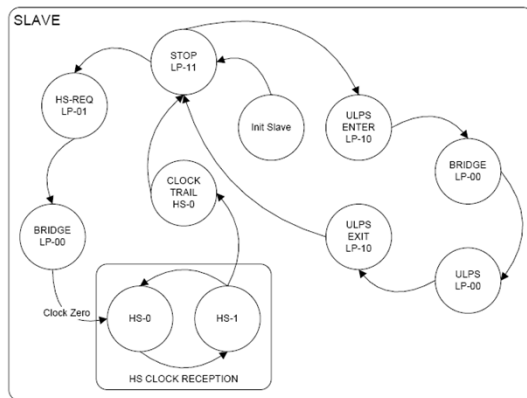 SLAVE
STOP
LP-11
HS-REQ
LP-01
Init Slave
ULPS
ENTER
LP-10
BRIDGE
LP-00
CLOCK
TRAIL
HS-0
ULPS
EXIT
LP-10
BRIDGE
LP-00
ULPS
LP-00
Clock Zero
HS-0
HS-1
HS CLOCK RECEPTION